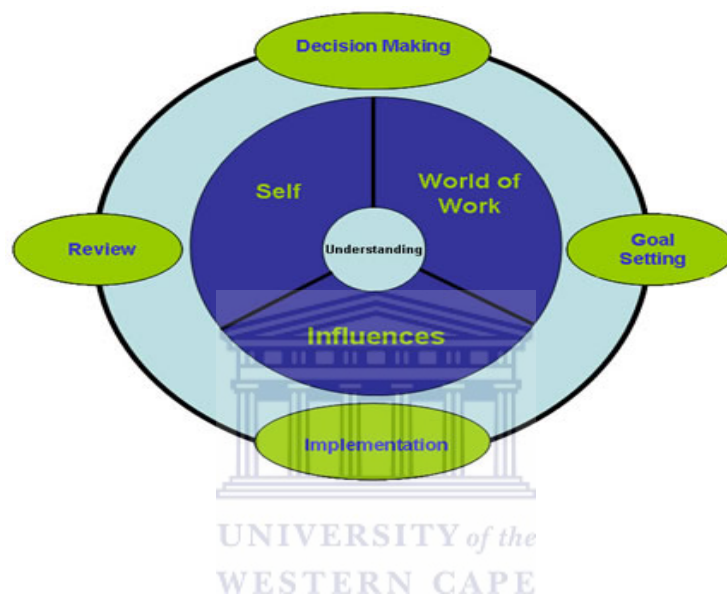 Decision Making
Self
World of
Work
Review
Understanding
Goal
Setting
Influences
Implementation
UNIVERSITY of the
WESTERN CAPE